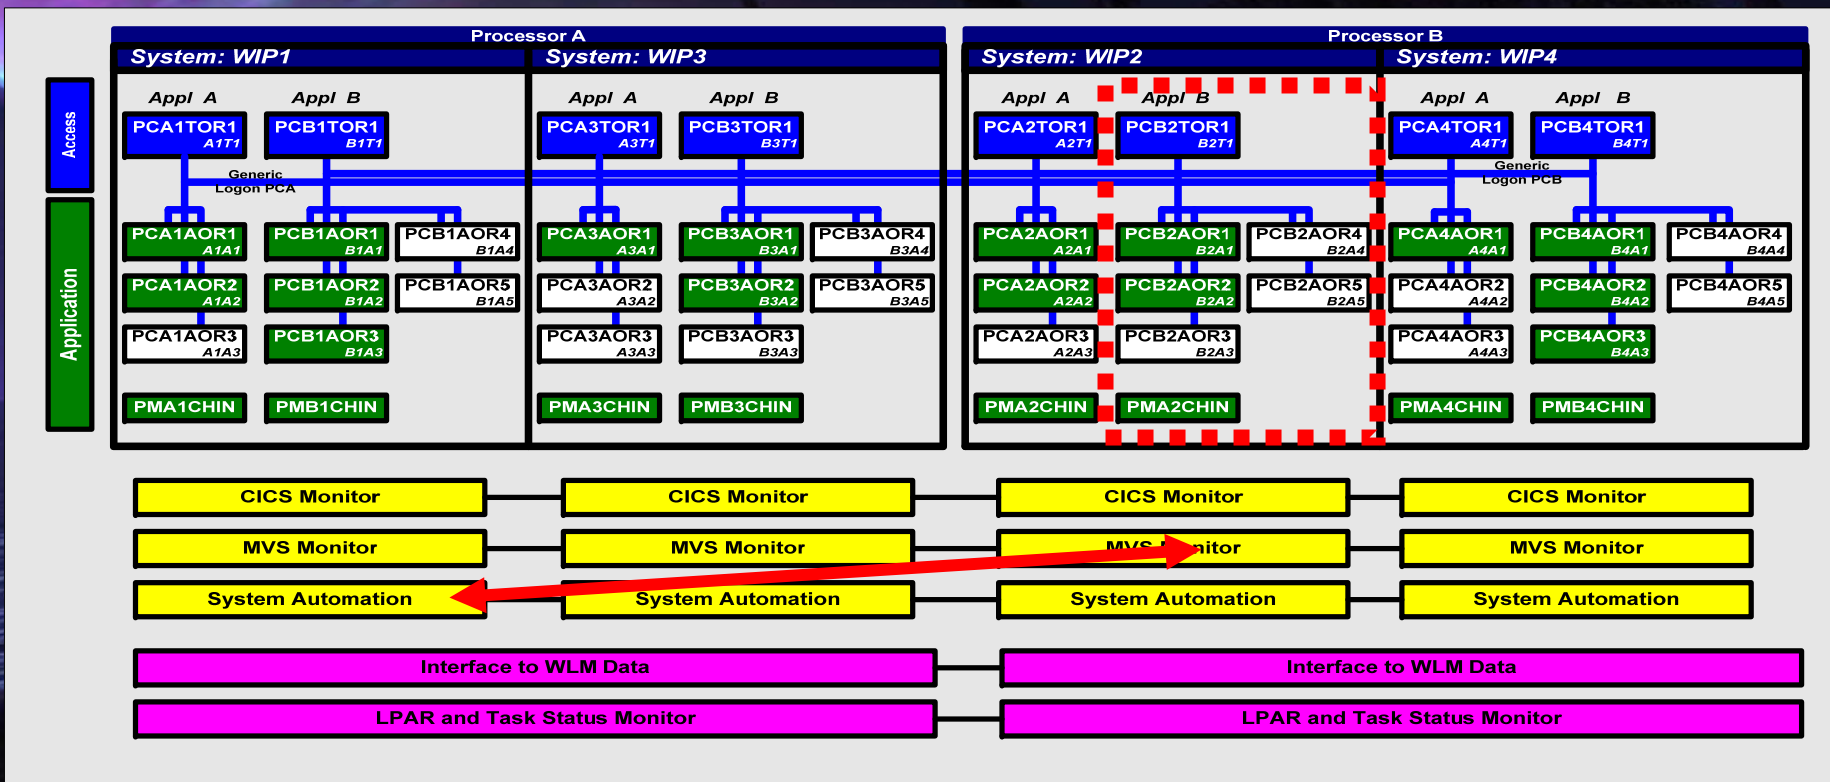 Processor A
Processor B
System: WIP1
System: WIP3
System: WIP2
System: WIP4
Access
Application
Appl A
Appl B
Appl A
Appl B
Appl A
Appl B
Appl A
Appl B
PCA1TOR1
A1T1
PCB1TOR1
B1T1
PCA3TOR1
A3T1
PCB3TOR1
B3T1
PCA2TOR1
A2T1
PCB2TOR1
B2T1
PCA4TOR1
A4T1
PCB4TOR1
B4T1
Generic
Logon PCA
Generic
Logon PCB
PCA1AOR1
A1A1
PCB1AOR1
B1A1
PCB1AOR4
B1A4
PCA3AOR1
A3A1
PCB3AOR1
B3A1
PCB3AOR4
B3A4
PCA2AOR1
A2A1
PCB2AOR1
B2A1
PCB2AOR4
B2A4
PCA4AOR1
A4A1
PCB4AOR1
B4A1
PCB4AOR4
B4A4
PCA1AOR2
A1A2
PCB1AOR2
B1A2
PCB1AOR5
B1A5
PCA3AOR2
A3A2
PCB3AOR2
B3A2
PCB3AOR5
B3A5
PCA2AOR2
A2A2
PCB2AOR2
B2A2
PCB2AOR5
B2A5
PCA4AOR2
A4A2
PCB4AOR2
B4A2
PCB4AOR5
B4A5
PCA1AOR3
A1A3
PCB1AOR3
B1A3
PCA3AOR3
A3A3
PCB3AOR3
B3A3
PCA2AOR3
A2A3
PCB2AOR3
B2A3
PCA4AOR3
A4A3
PCB4AOR3
B4A3
PMA1CHIN
PMB1CHIN
PMA3CHIN
PMB3CHIN
PMA2CHIN
PMA2CHIN
PMA4CHIN
PMB4CHIN
CICS Monitor
CICS Monitor
CICS Monitor
CICS Monitor
MVS Monitor
MVS Monitor
MVS Monitor
MVS Monitor
System Automation
System Automation
System Automation
System Automation
Interface to WLM Data
Interface to WLM Data
LPAR and Task Status Monitor
LPAR and Task Status Monitor